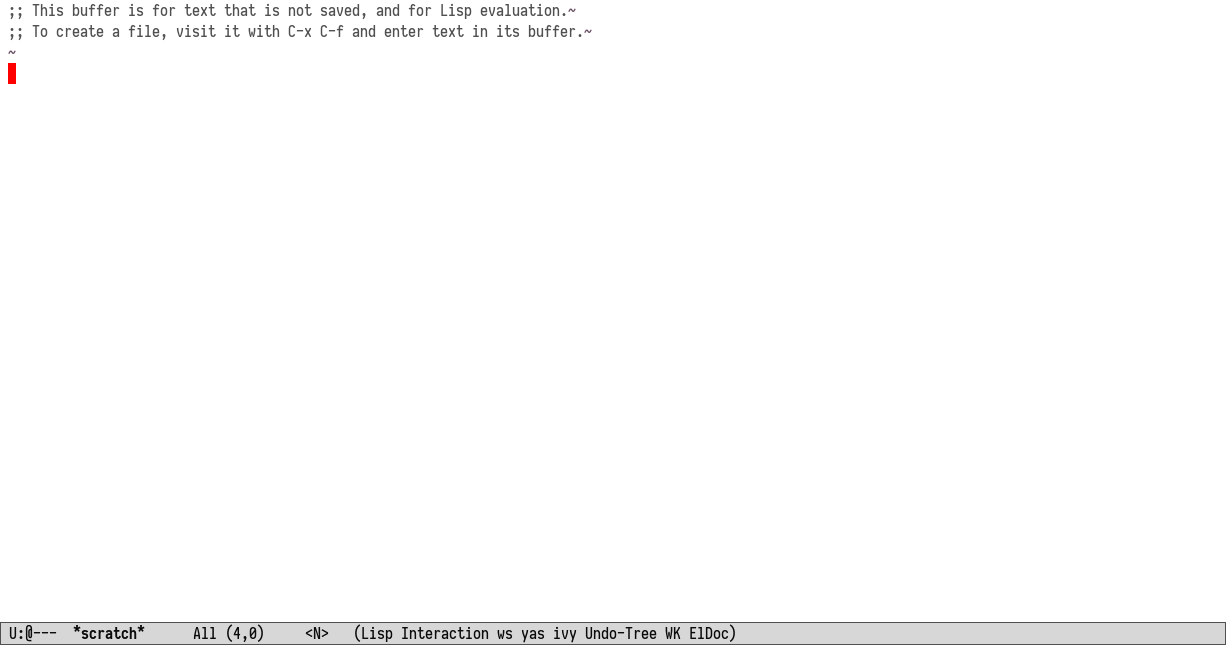 ;; This buffer is for text that is not saved, and for Lisp evaluation.~
;; To create a file, visit it with C-x C-f and enter text in its buffer.~
~
U:@---  *scratch*      All (4,0)     <N>   (Lisp Interaction ws yas ivy Undo-Tree WK ElDoc)